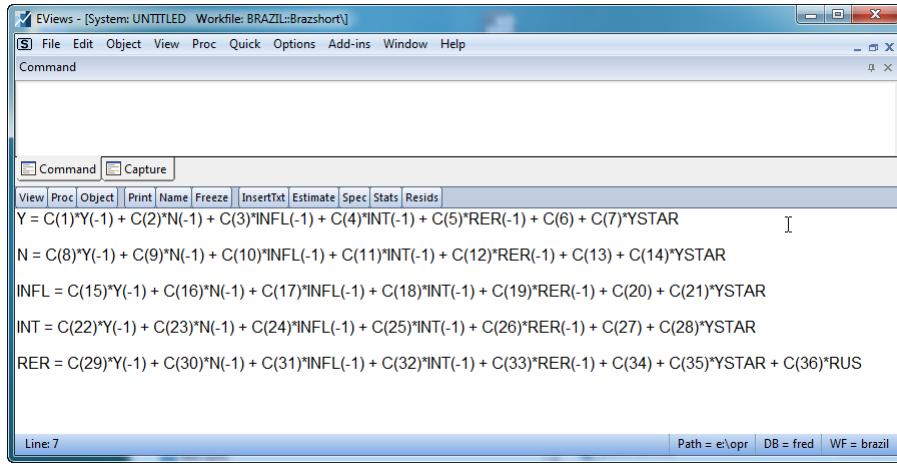 EViews - [System: UNTITLED Workfile: BRAZIL::Brazshort\]
File Edit Object View Proc Quick Options Add-ins Window Help
Command
Command Capture
View Proc Object Print Name Freeze InsertTxt Estimate Spec Stats Resids
Y = C(1)*Y(-1) + C(2)*N(-1) + C(3)*INFL(-1) + C(4)*INT(-1) + C(5)*RER(-1) + C(6) + C(7)*YSTAR
N = C(8)*Y(-1) + C(9)*N(-1) + C(10)*INFL(-1) + C(11)*INT(-1) + C(12)*RER(-1) + C(13) + C(14)*YSTAR
INFL = C(15)*Y(-1) + C(16)*N(-1) + C(17)*INFL(-1) + C(18)*INT(-1) + C(19)*RER(-1) + C(20) + C(21)*YSTAR
INT = C(22)*Y(-1) + C(23)*N(-1) + C(24)*INFL(-1) + C(25)*INT(-1) + C(26)*RER(-1) + C(27) + C(28)*YSTAR
RER = C(29)*Y(-1) + C(30)*N(-1) + C(31)*INFL(-1) + C(32)*INT(-1) + C(33)*RER(-1) + C(34) + C(35)*YSTAR + C(36)*RUS
Line: 7 Path = e:\opr DB = fred WF = brazil